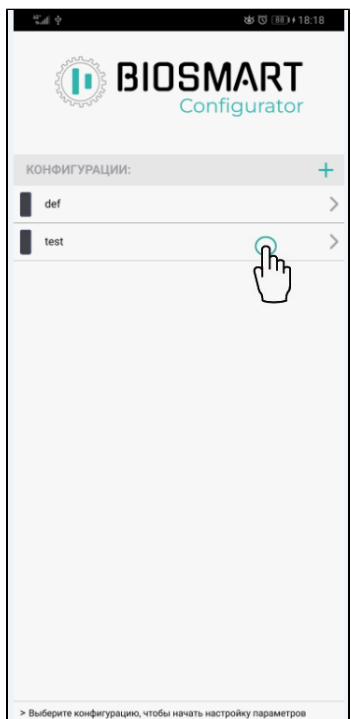 18:18
BIOSMART
Configurator
КОНФИГУРАЦИИ:
def
test
> Выберите конфигурацию, чтобы начать настройку параметров